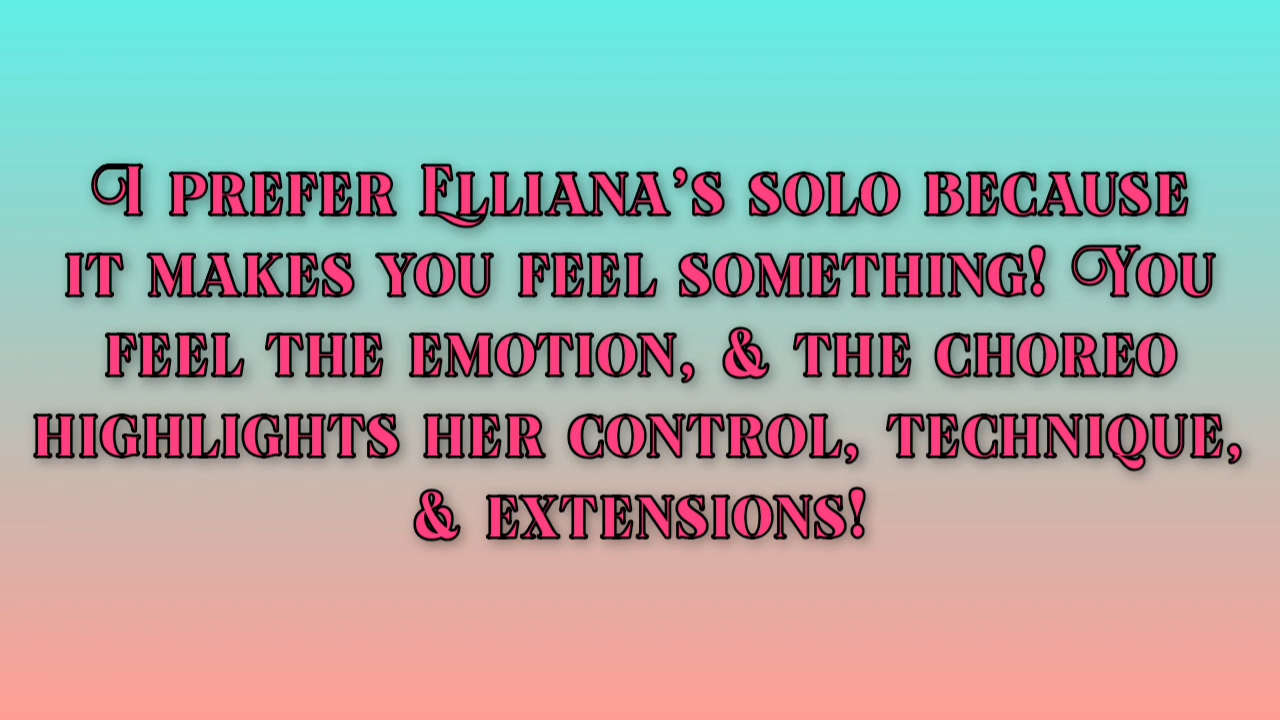 I prefer Elliana’s solo because
it makes you feel something! You
feel the emotion, & the choreo
highlights her control, technique,
& extensions!